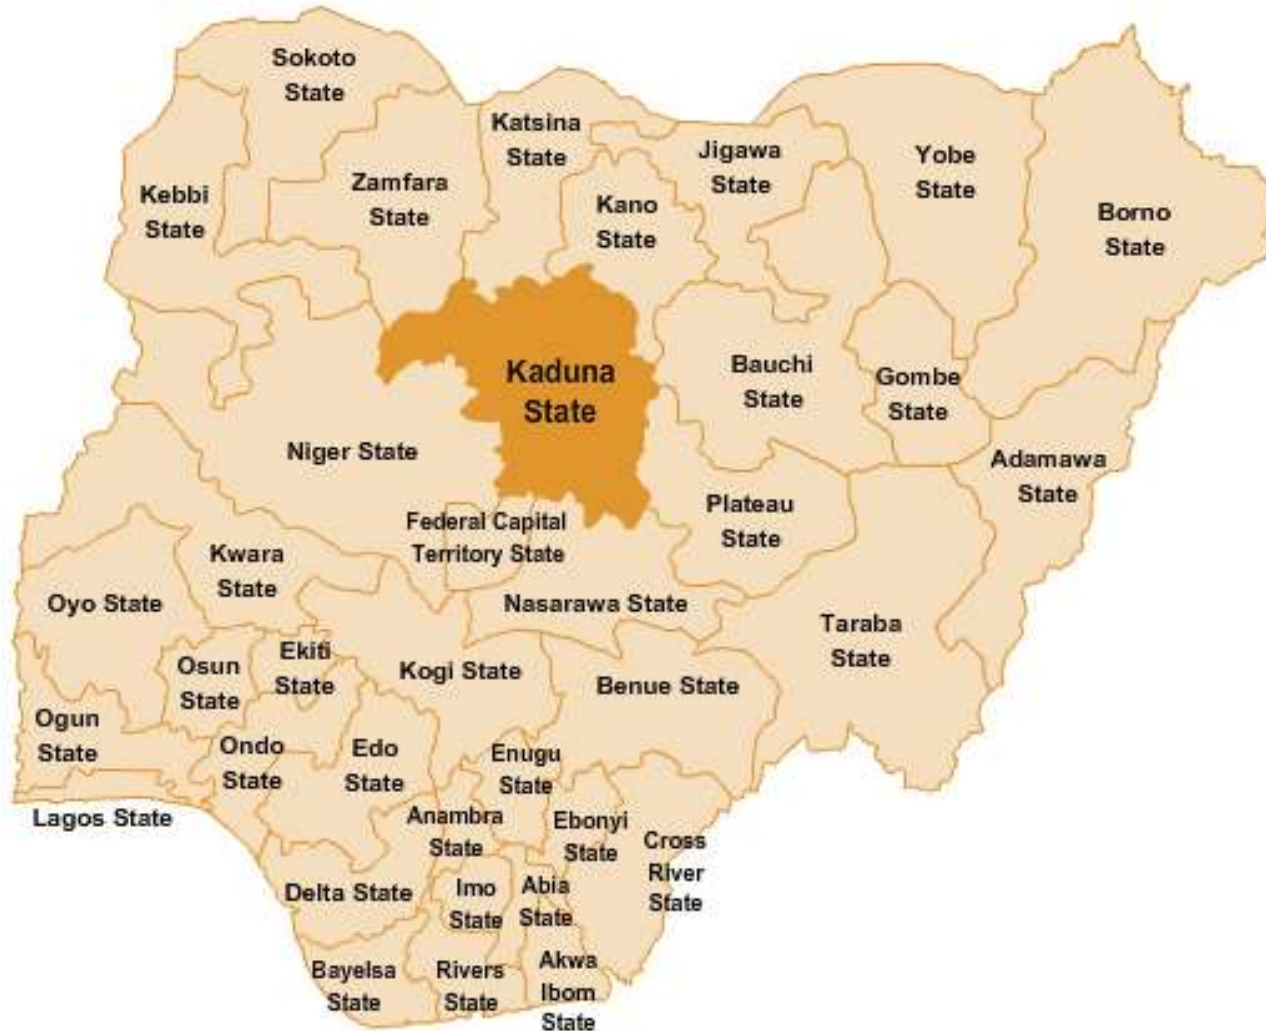 Sokoto
State
Katsina
State
Jigawa
State
Yobe
State
Kebbi
State
Zamfara
State
Kano
State
Borno
State
Kaduna
State
Bauchi
State
Gombe
State
Niger State
Adamawa
State
Plateau
State
Federal Capital
Territory State
Kwara
State
Oyo State
Nasarawa State
Taraba
State
Osun
State
Ekiti
State
Kogi State
Benue State
Ogun
State
Ondo
State
Edo
State
Enugu
State
Lagos State
Anambra
State
Ebonyi
State
Cross
River
State
Delta State
Imo
State
Abia
State
Bayelsa
State
Rivers
State
Akwa
Ibom
State